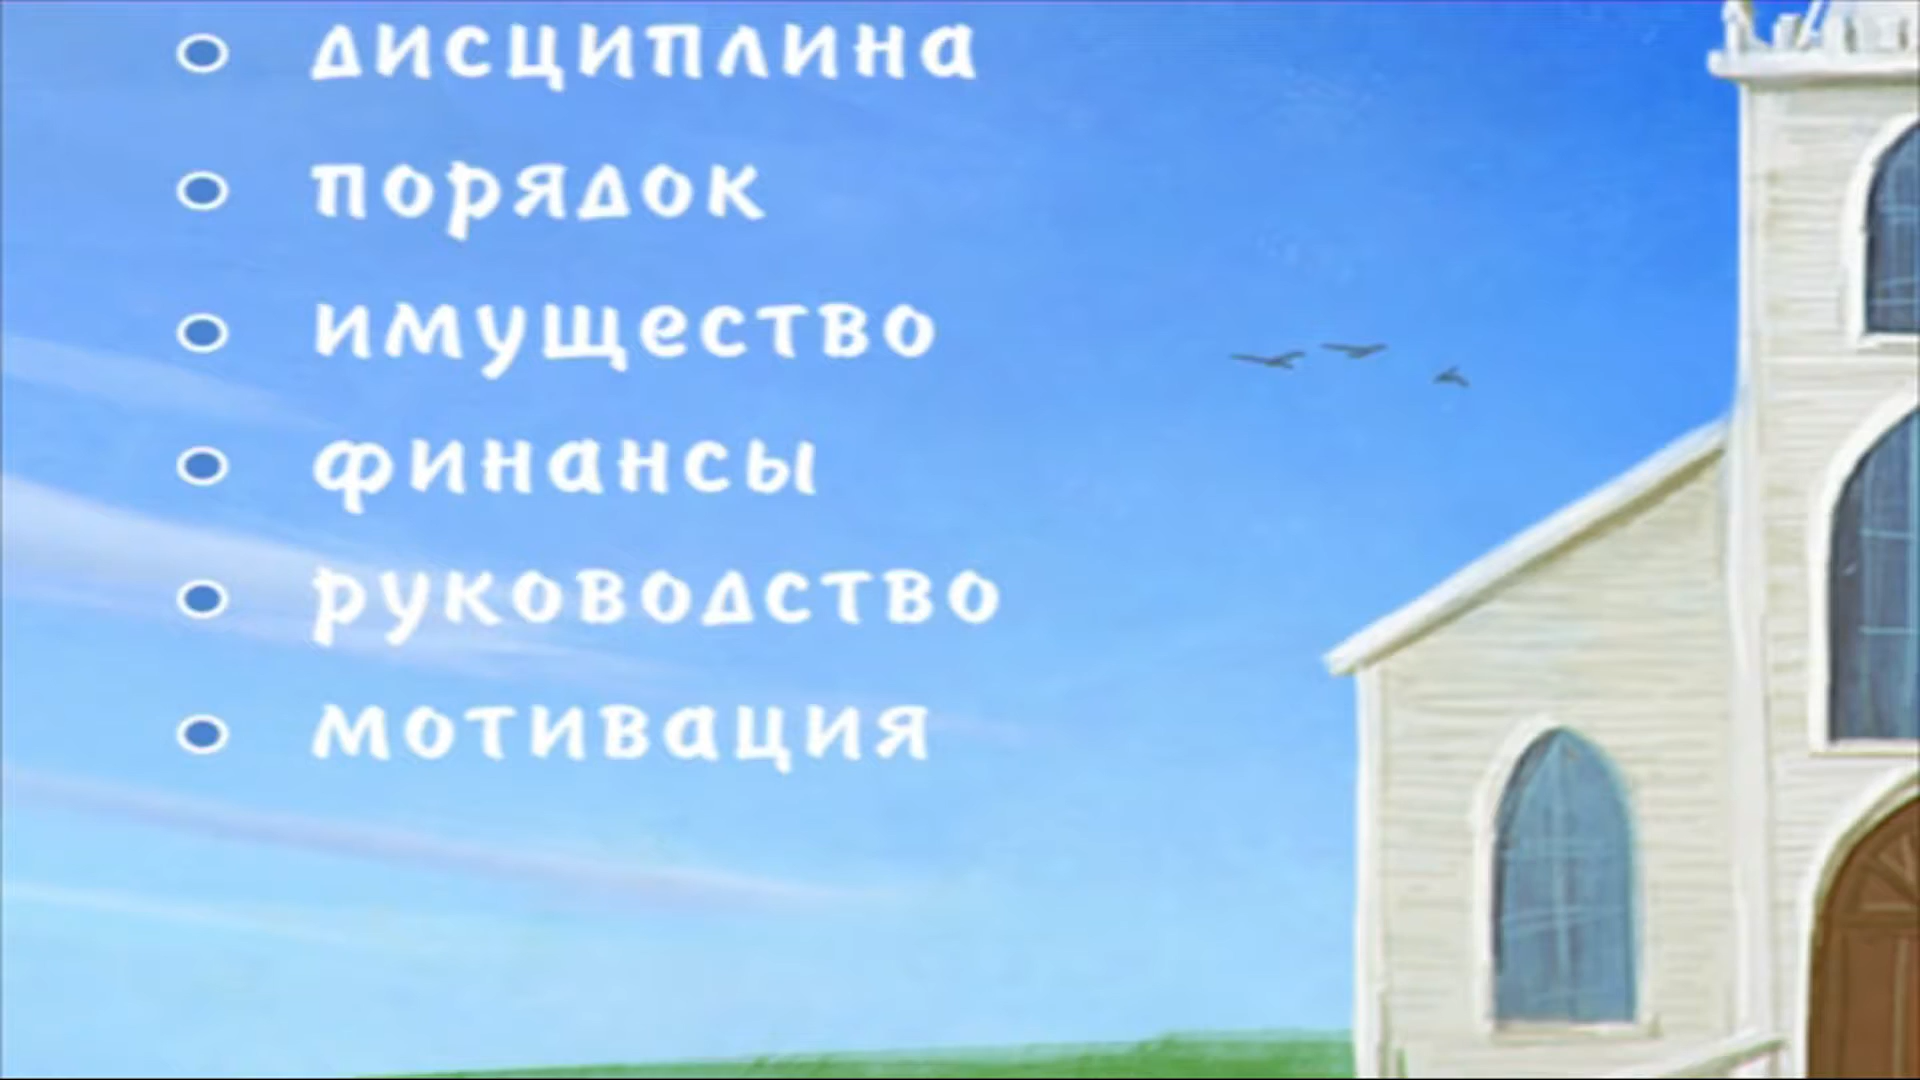 дисциплина
порядок
имущество
финансы
руководство
мотивация